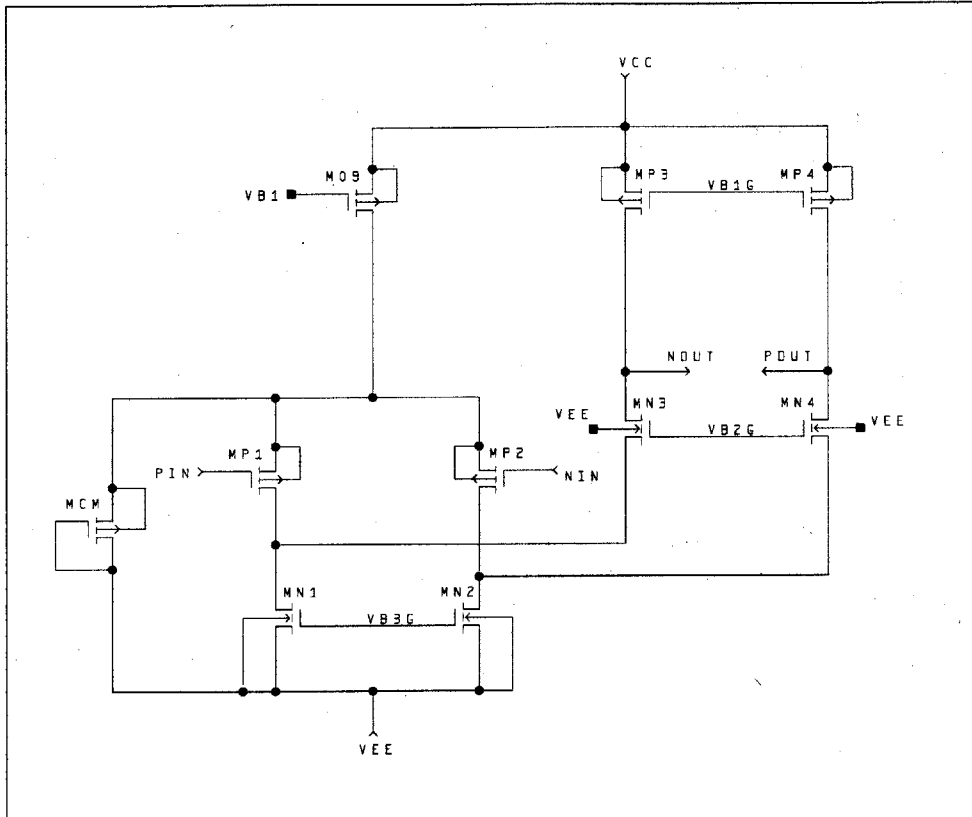 VCC
M09
MP3
MP4
VB1
VB1G
NOUT
POUT
MN3
MN4
VEE
VEE
VB2G
MP1
MP2
PIN
NIN
MCM
MN1
MN2
VB3G
VEE